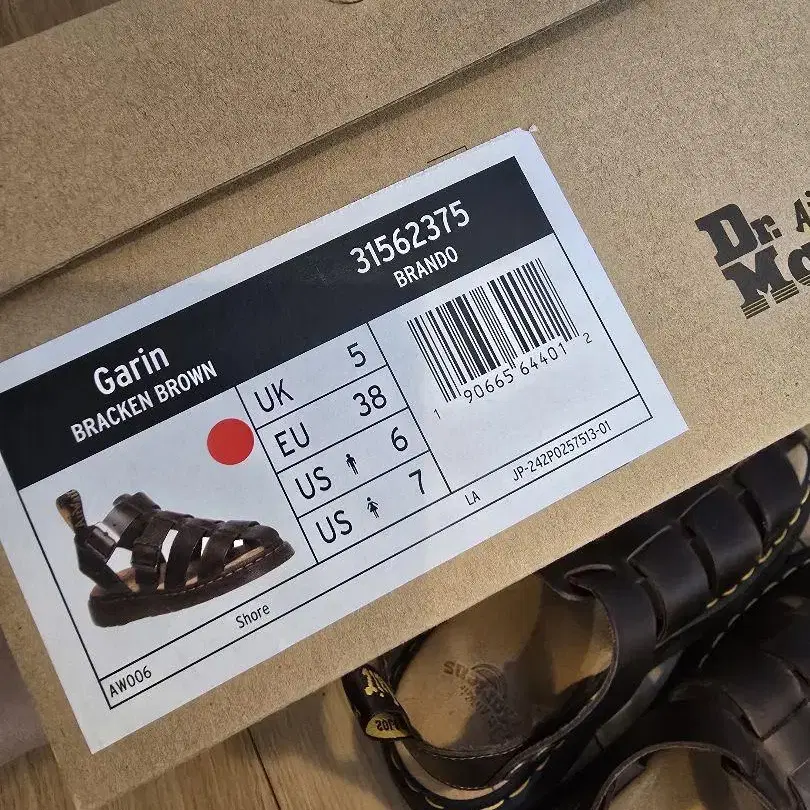 31562375
BRANDO
Garin
BRACKEN BROWN
UK 5
EU 38
US 6
US 7
1 90665 64401 2
LA JP-242P0257513-01
Shore
AW006
Dr.